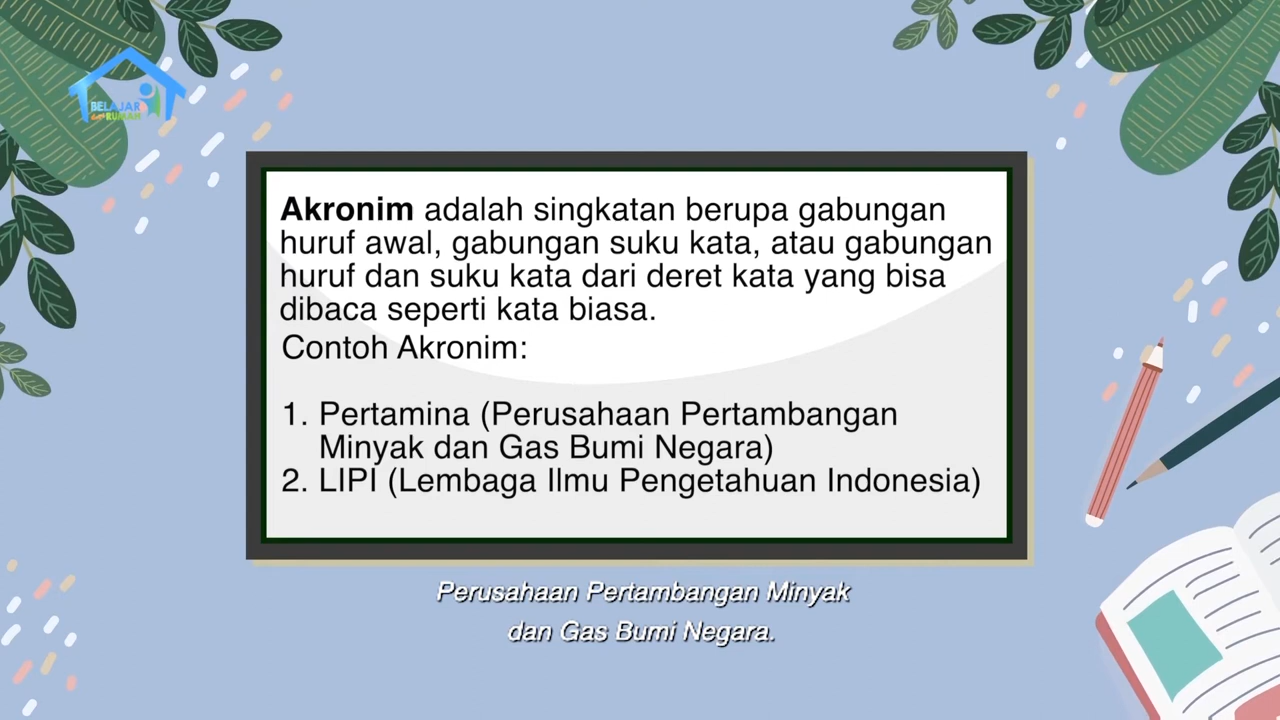 BELAJAR
dari RUMAH
Akronim adalah singkatan berupa gabungan
huruf awal, gabungan suku kata, atau gabungan
huruf dan suku kata dari deret kata yang bisa
dibaca seperti kata biasa.
Contoh Akronim:
1. Pertamina (Perusahaan Pertambangan
Minyak dan Gas Bumi Negara)
2. LIPI (Lembaga Ilmu Pengetahuan Indonesia)
Perusahaan Pertambangan Minyak
dan Gas Bumi Negara.